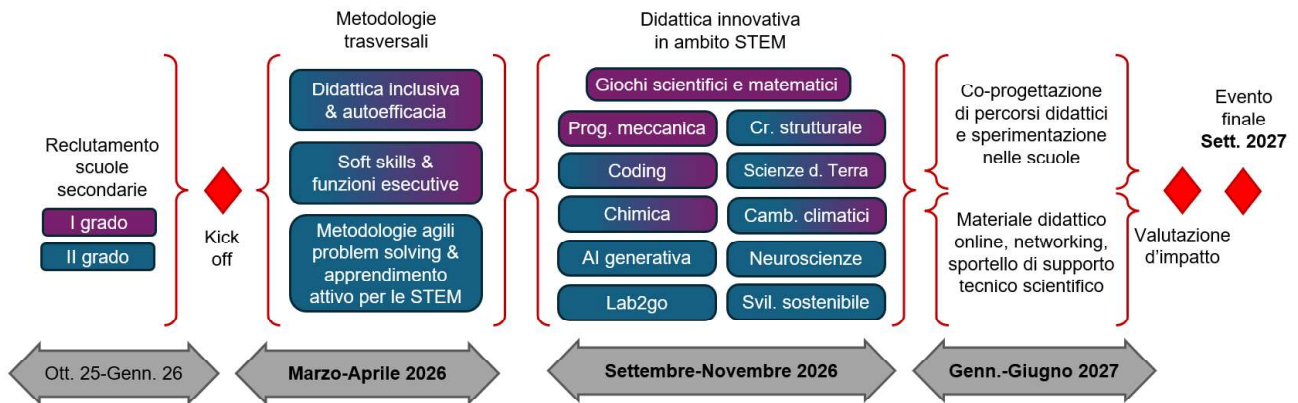 Reclutamento
scuole
secondarie
I grado
II grado
Kick
off
Metodologie
trasversali
Didattica inclusiva
& autoefficacia
Soft skills &
funzioni esecutive
Metodologie agili
problem solving &
apprendimento
attivo per le STEM
Didattica innovativa
in ambito STEM
Giochi scientifici e matematici
Prog. meccanica
Cr. strutturale
Coding
Scienze d. Terra
Chimica
Camb. climatici
AI generativa
Neuroscienze
Lab2go
Svil. sostenibile
Co-progettazione
di percorsi didattici
e sperimentazione
nelle scuole
Materiale didattico
online, networking,
sportello di supporto
tecnico scientifico
Valutazione
d'impatto
Evento
finale
Sett. 2027
Ott. 25-Genn. 26
Marzo-Aprile 2026
Settembre-Novembre 2026
Genn.-Giugno 2027